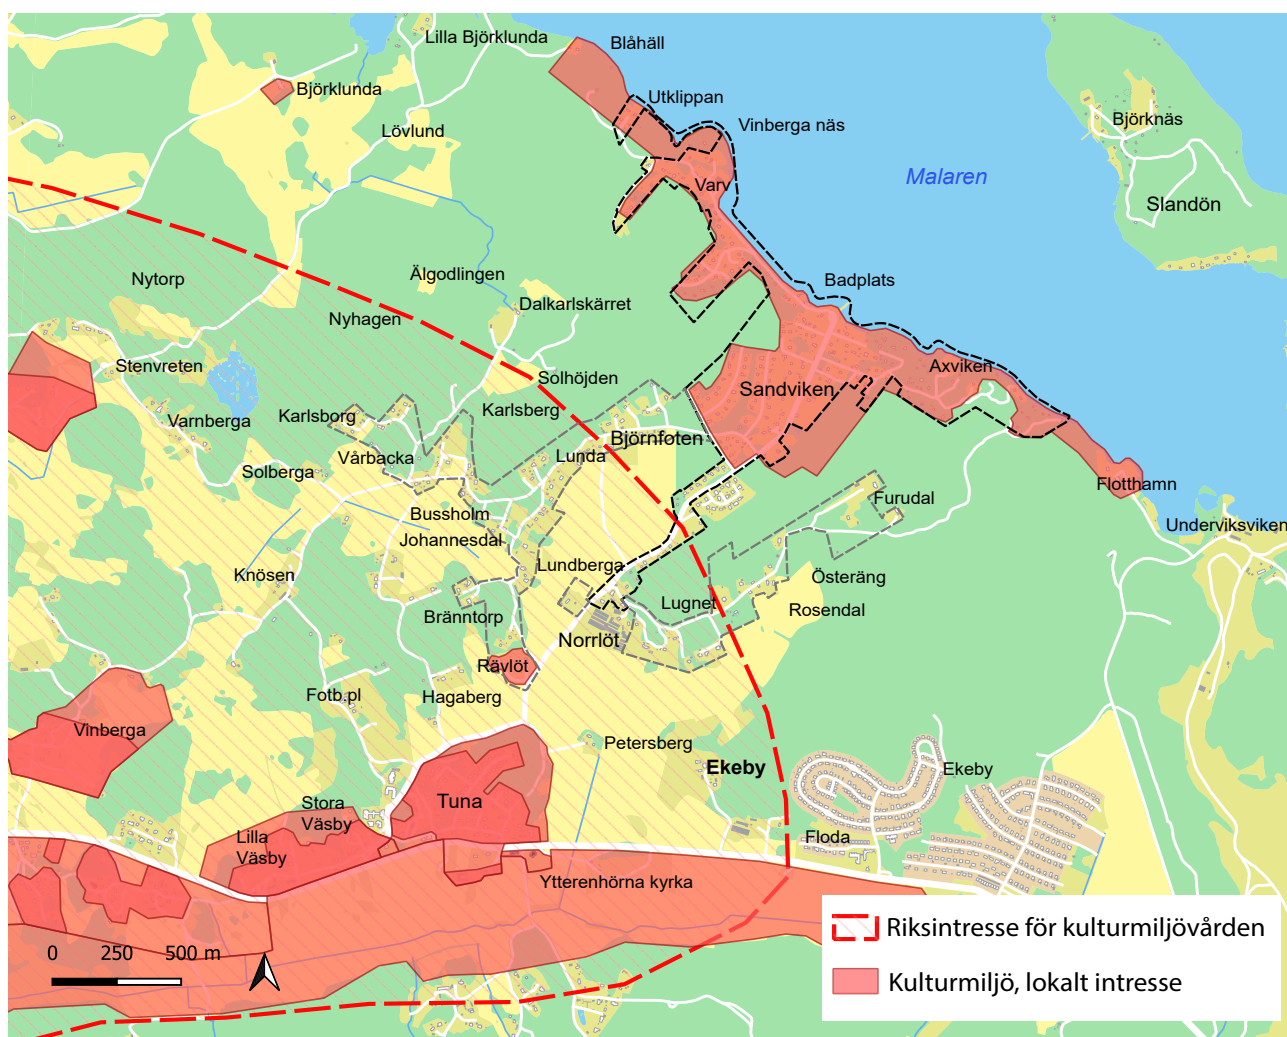 Lilla Björklunda
Blåhäll
Björklunda
Utklippan
Vinberga näs
Björknäs
Lövlund
Malaren
Varv
Slandön
Nytorp
Älgodlingen
Badplats
Dalkarlskärret
Nyhagen
Stenvreten
Solhöjden
Axviken
Sandviken
Karlsborg
Karlsberg
Varnberga
Björnfoten
Vårbacka
Lunda
Solberga
Flotthamn
Furudal
Bussholm
Underviksviken
Johannesdal
Lundberga
Knösen
Österäng
Lugnet
Rosendal
Bränntorp
Norrlöt
Rävlöt
Fotb.pl
Hagaberg
Vinberga
Petersberg
Ekeby
Ekeby
Tuna
Stora
Väsby
Lilla
Väsby
Floda
Ytterenhörna kyrka
0 250 500 m
Riksintresse för kulturmiljövården
Kulturmiljö, lokalt intresse